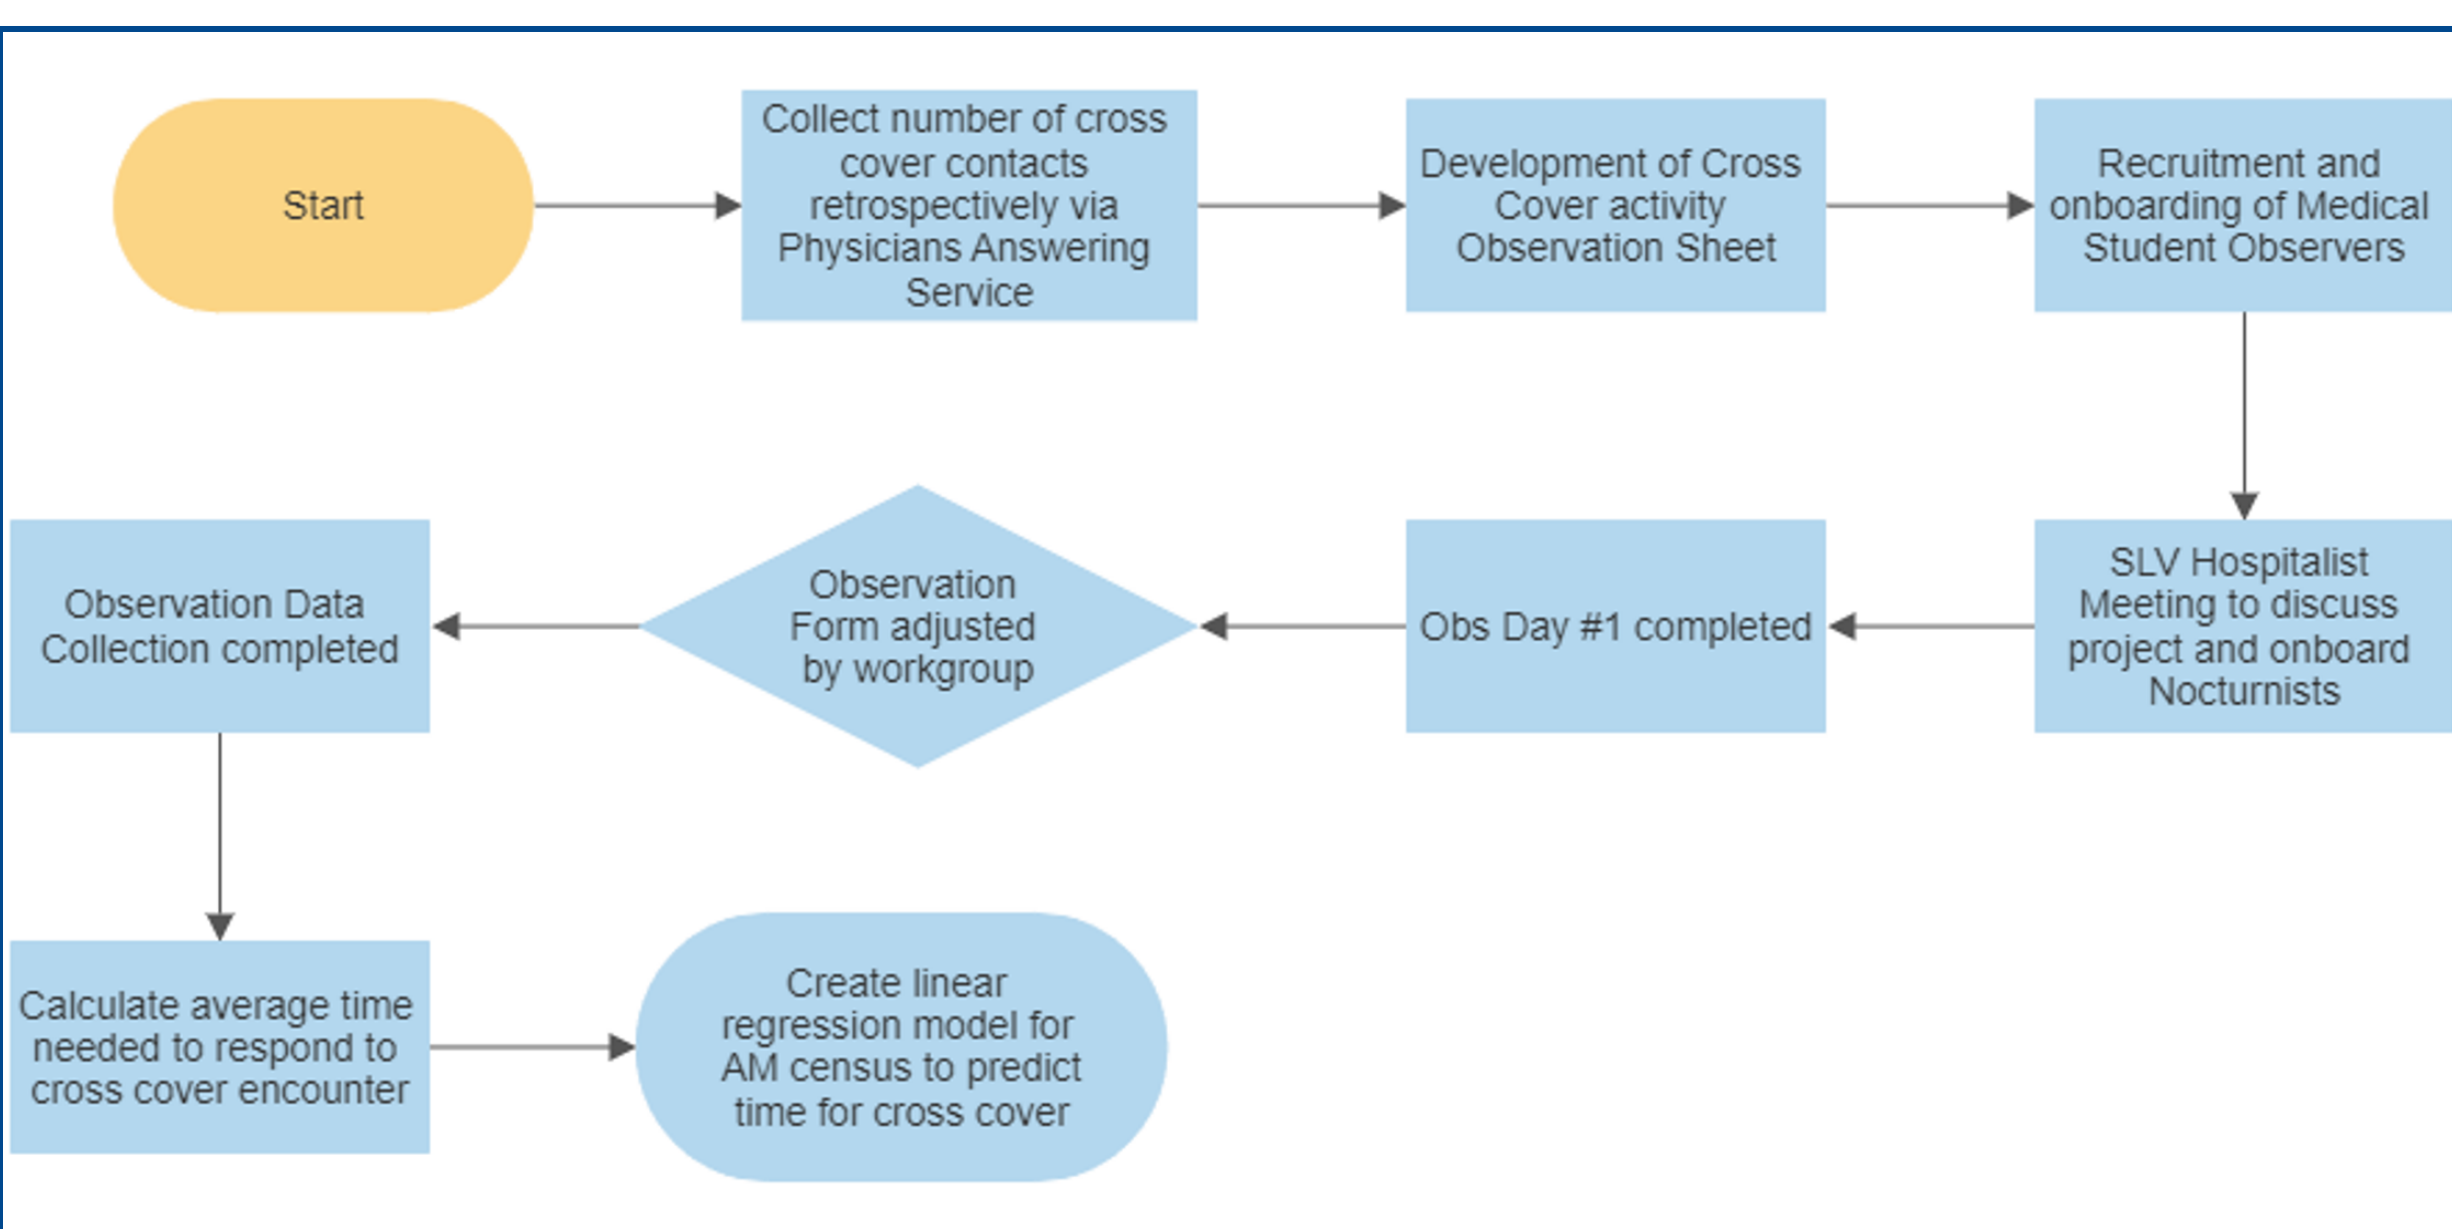 Start
Collect number of cross
cover contacts
retrospectively via
Physicians Answering
Service
Development of Cross
Cover activity
Observation Sheet
Recruitment and
onboarding of Medical
Student Observers
SLV Hospitalist
Meeting to discuss
project and onboard
Nocturnists
Obs Day #1 completed
Observation
Form adjusted
by workgroup
Observation Data
Collection completed
Calculate average time
needed to respond to
cross cover encounter
Create linear
regression model for
AM census to predict
time for cross cover